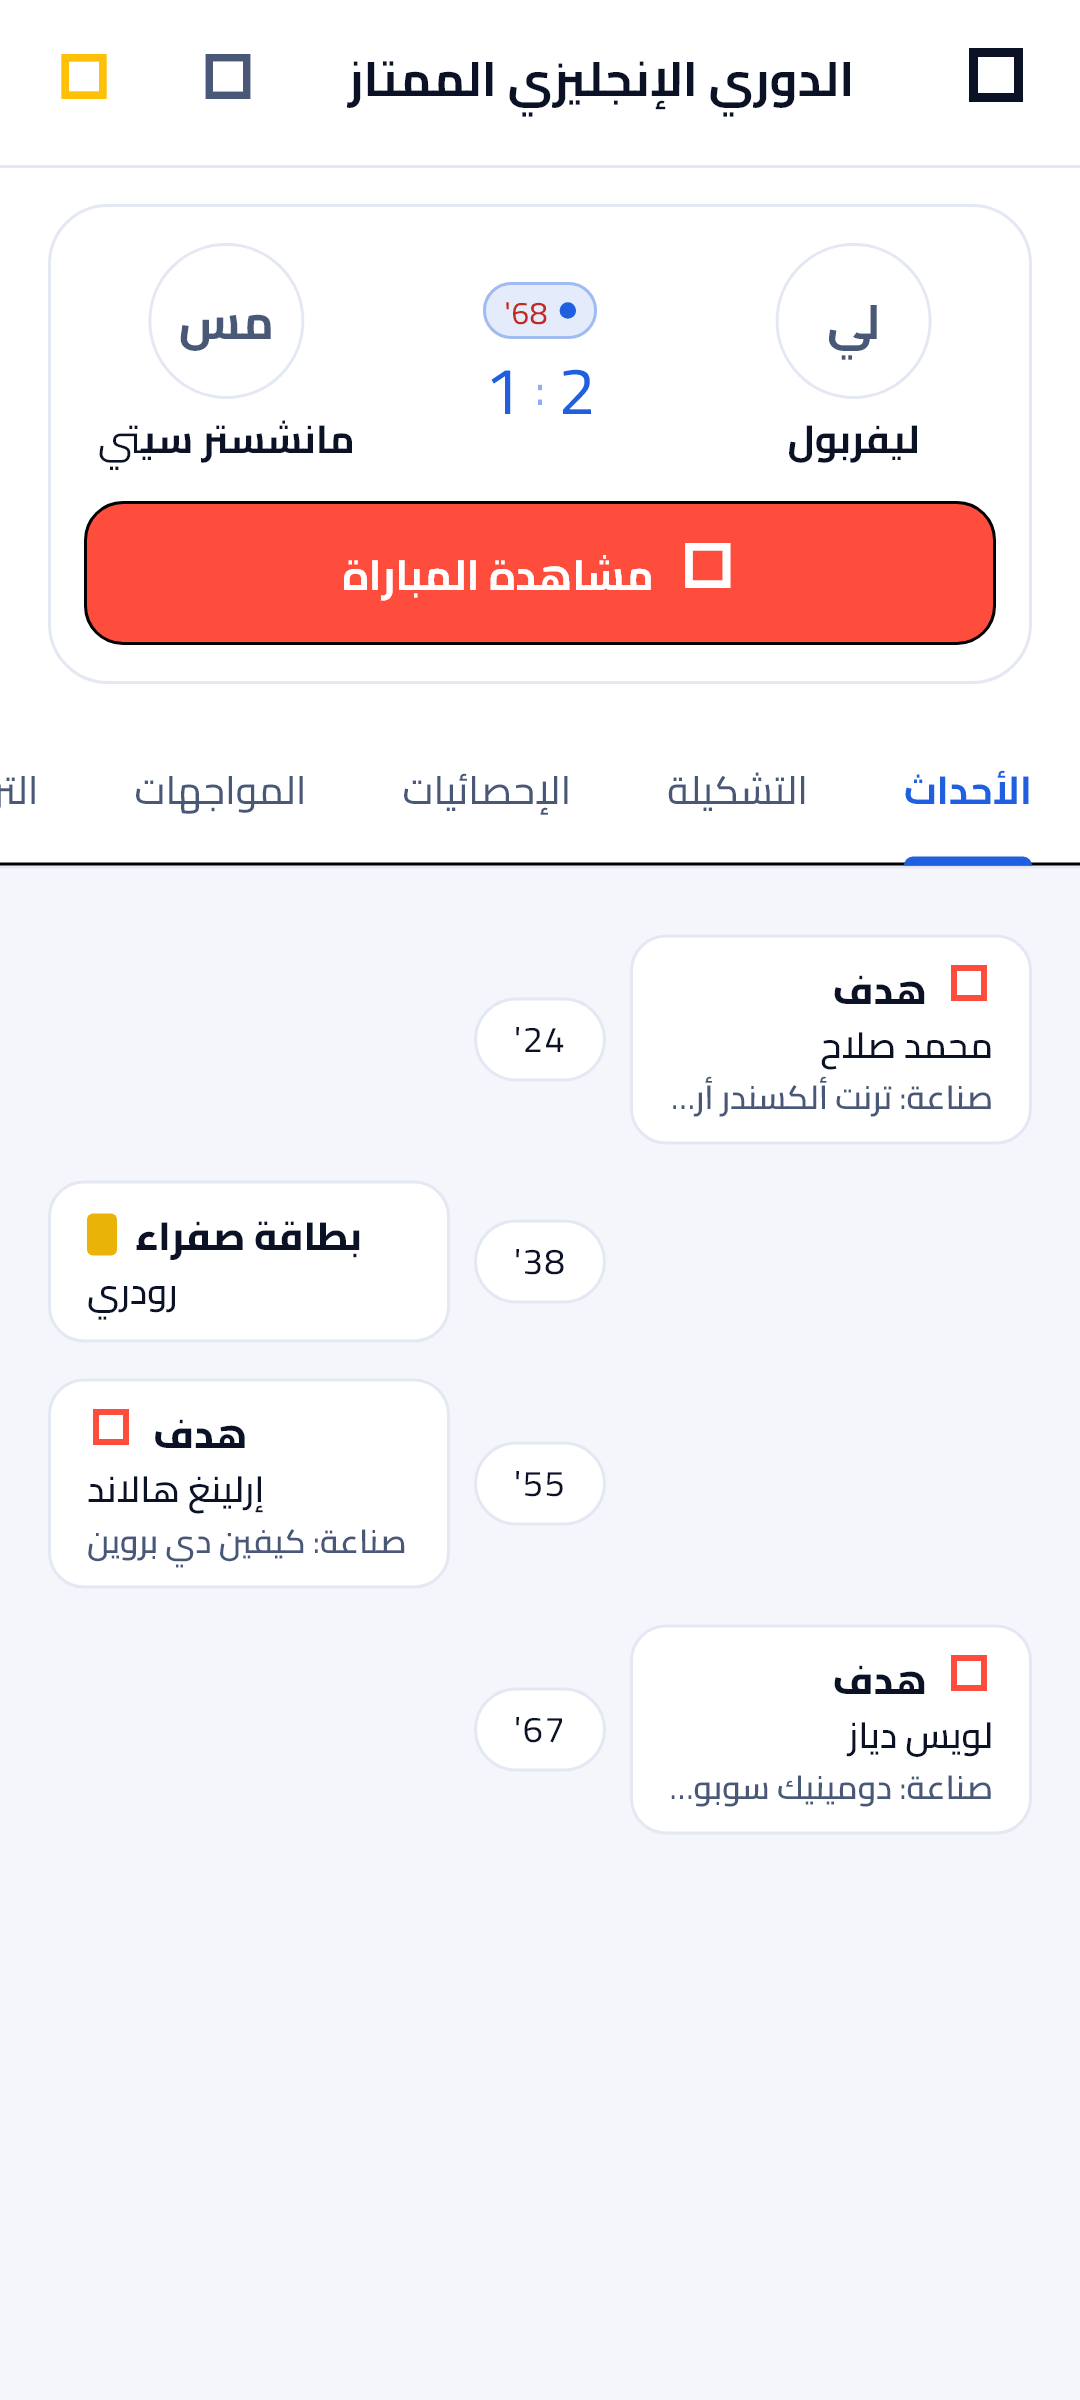 الدوري الإنجليزي الممتاز
لي
ليفربول
68'
2 : 1
مس
مانشستر سيتي
مشاهدة المباراة
الأحداث
التشكيلة
الإحصائيات
المواجهات
هدف
محمد صلاح
صناعة: ترنت ألكسندر أر...
24'
38'
بطاقة صفراء
رودري
55'
هدف
إرلينغ هالاند
صناعة: كيفين دي بروين
هدف
لويس دياز
صناعة: دومينيك سوبو...
67'